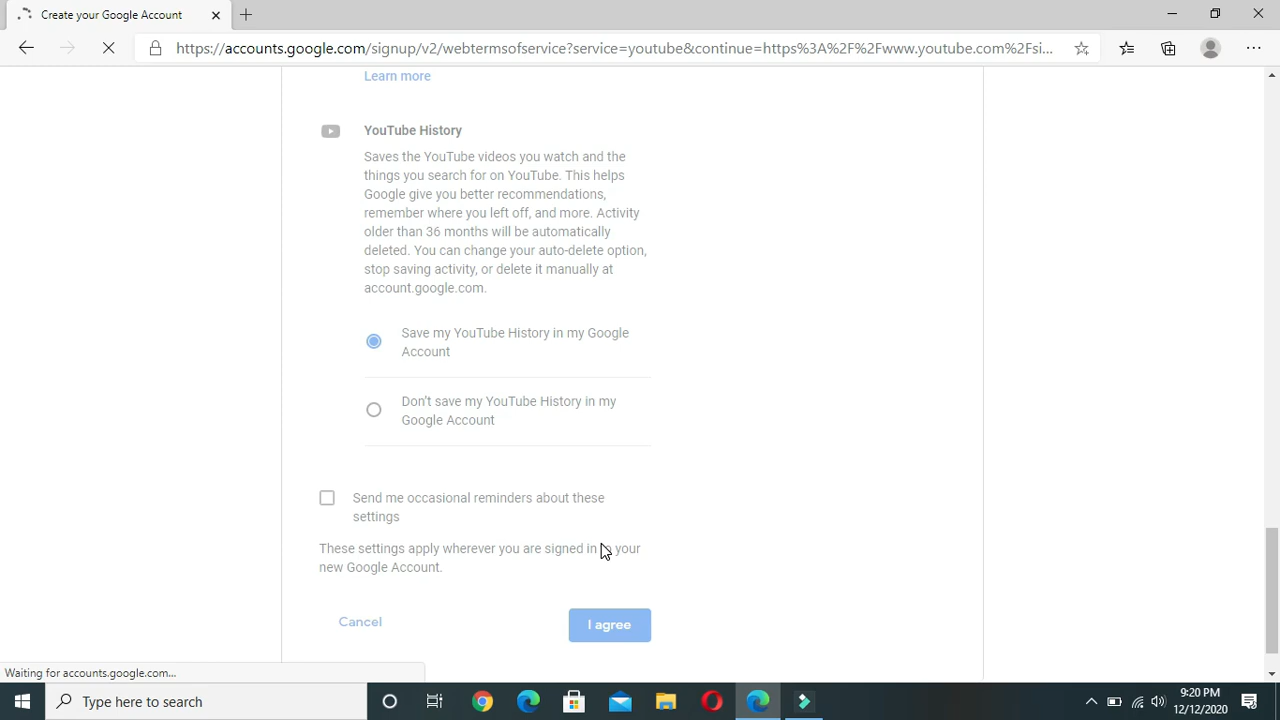 Create your Google Account
https://accounts.google.com/signup/v2/webtermsofservice?service=youtube&continue=https%3A%2F%2Fwww.youtube.com%2Fsi...
Learn more
YouTube History
Saves the YouTube videos you watch and the
things you search for on YouTube. This helps
Google give you better recommendations,
remember where you left off, and more. Activity
older than 36 months will be automatically
deleted. You can change your auto-delete option,
stop saving activity, or delete it manually at
account.google.com.
Save my YouTube History in my Google
Account
Don't save my YouTube History in my
Google Account
Send me occasional reminders about these
settings
These settings apply wherever you are signed in to your
new Google Account.
Cancel
I agree
Waiting for accounts.google.com...
Type here to search
9:20 PM
12/12/2020